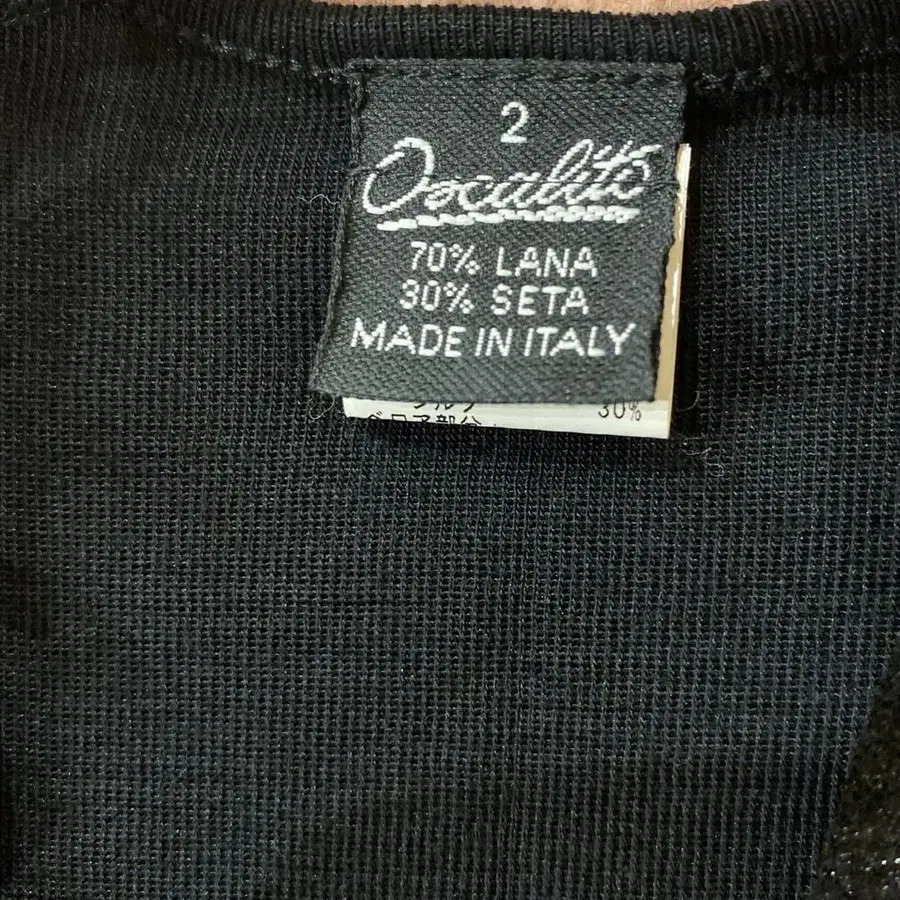 2
Oscalito
70% LANA
30% SETA
MADE IN ITALY
30%